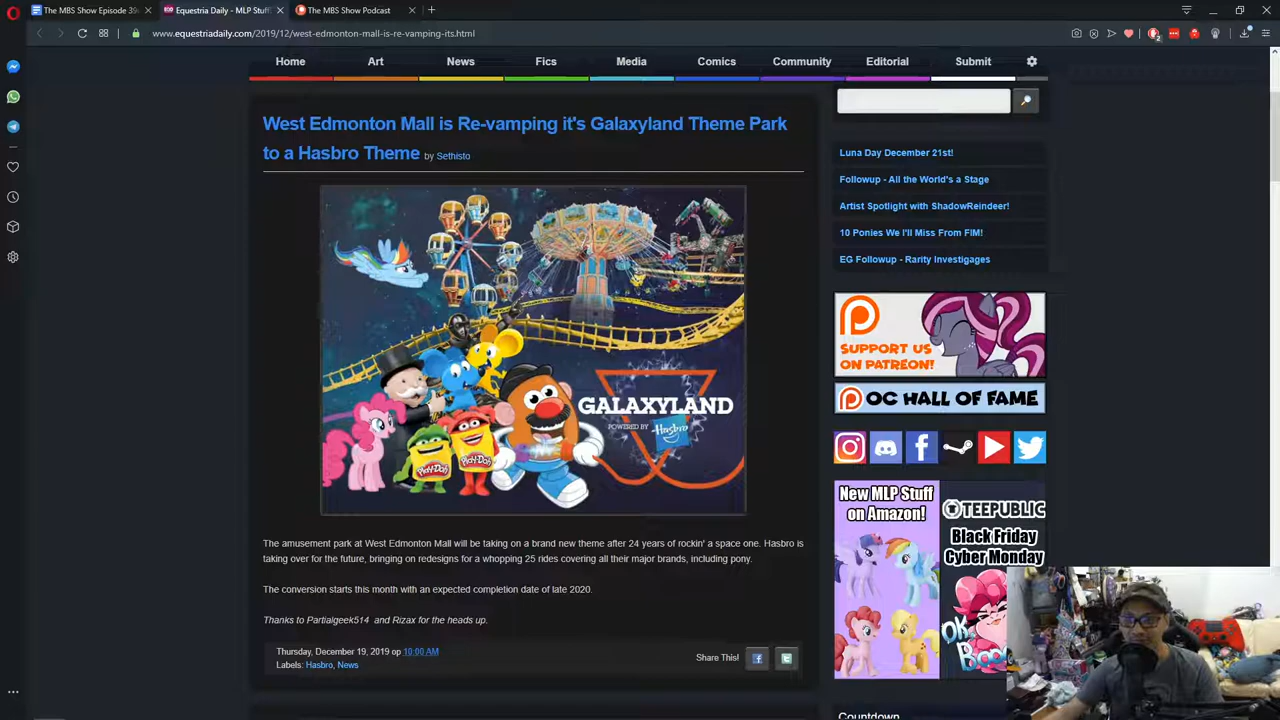 The MBS Show Episode 39
Equestria Daily - MLP Stuf
The MBS Show Podcast
www.equestriadaily.com/2019/12/west-edmonton-mall-is-re-vamping-its.html
Home Art News Fics Media Comics Community Editorial Submit
West Edmonton Mall is Re-vamping it's Galaxyland Theme Park
to a Hasbro Theme by Sethisto
GALAXYLAND
POWERED BY Hasbro
PLAY-DOH
PLAY-DOH
The amusement park at West Edmonton Mall will be taking on a brand new theme after 24 years of rockin' a space one. Hasbro is
taking over for the future, bringing on redesigns for a whopping 25 rides covering all their major brands, including pony.
The conversion starts this month with an expected completion date of late 2020.
Thanks to Partialgeek514 and Rizax for the heads up.
Thursday, December 19, 2019 op 10:00 AM
Labels: Hasbro, News
Share This!
Luna Day December 21st!
Followup - All the World's a Stage
Artist Spotlight with ShadowReindeer!
10 Ponies We I'll Miss From FIM!
EG Followup - Rarity Investigages
SUPPORT US
ON PATREON!
OC HALL OF FAME
New MLP Stuff
on Amazon!
TEEPUBLIC
Black Friday
Cyber Monday
OK
Countdown